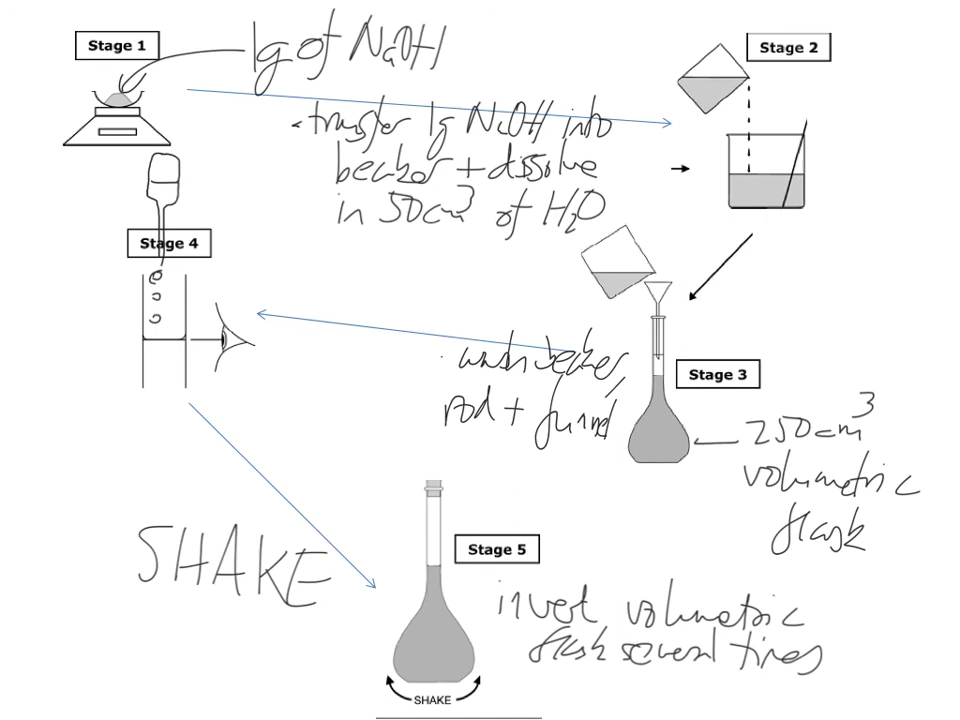 Stage 1
1g of NaOH
Stage 2
- transfer 1g NaOH into
beaker + dissolve
in 50cm³ of H₂O
Stage 4
wash beaker,
rod + funnel
Stage 3
250cm³
volumetric
flask
SHAKE
Stage 5
invert volumetric
flask several times
SHAKE